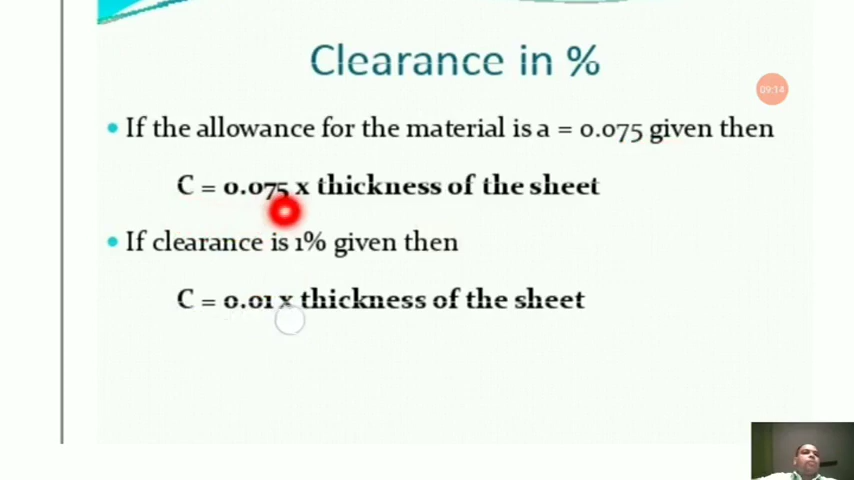 Clearance in %
09:14
• If the allowance for the material is a = 0.075 given then
C = 0.075 x thickness of the sheet
• If clearance is 1% given then
C = 0.01 x thickness of the sheet